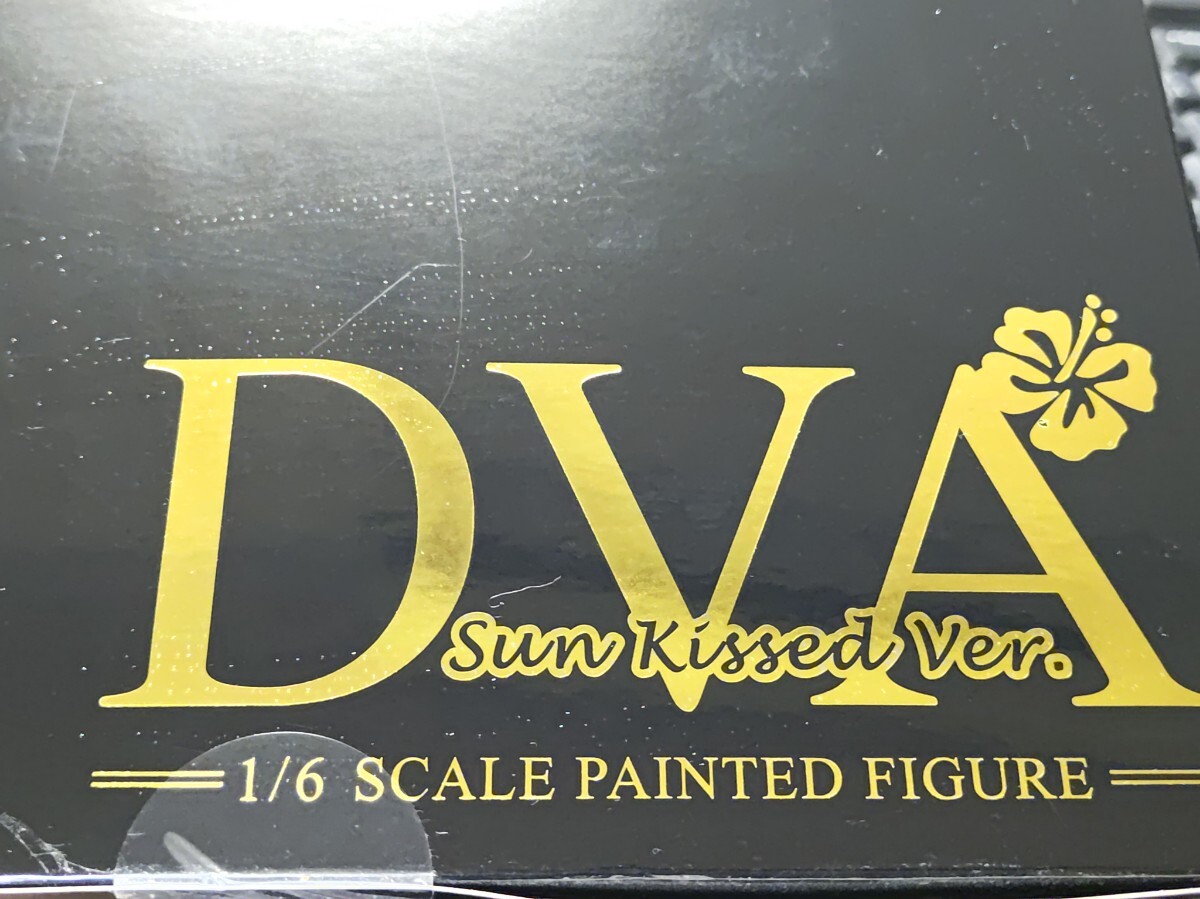 DVA
Sun Kissed Ver.
1/6 SCALE PAINTED FIGURE